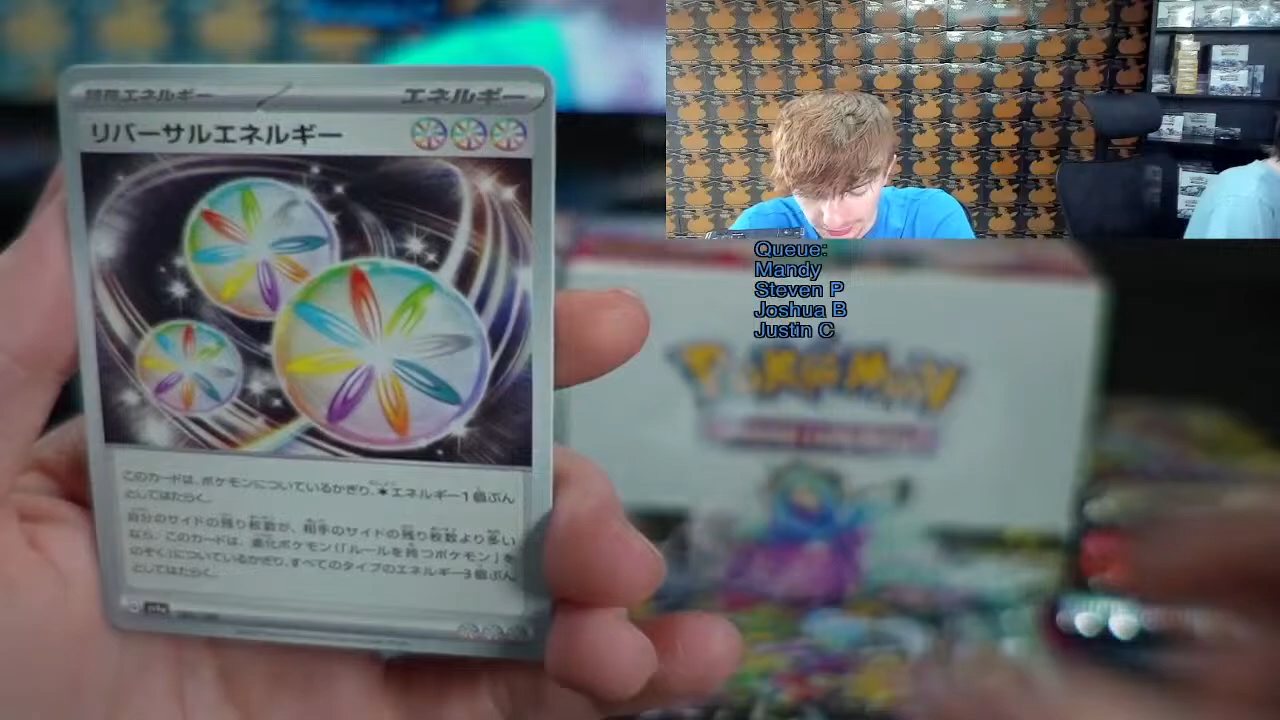 特殊エネルギー
エネルギー
リバーサルエネルギー
このカードは、ポケモンについているかぎり、エネルギー1個ぶん
としてはたらく。
自分のサイドの残り枚数が、相手のサイドの残り枚数より多い
なら、このカードは、進化ポケモン(「ルールを持つポケモン」を
のぞく)についているかぎり、すべてのタイプのエネルギー3個ぶん
としてはたらく。
Queue:
Mandy
Steven P
Joshua B
Justin C
POKÉMON